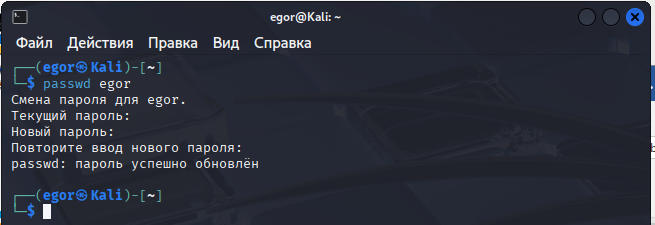 egor@Kali: ~
Файл Действия Правка Вид Справка
┌──(egor㉿Kali)-[~]
└─$ passwd egor
Смена пароля для egor.
Текущий пароль:
Новый пароль:
Повторите ввод нового пароля:
passwd: пароль успешно обновлён
┌──(egor㉿Kali)-[~]
└─$